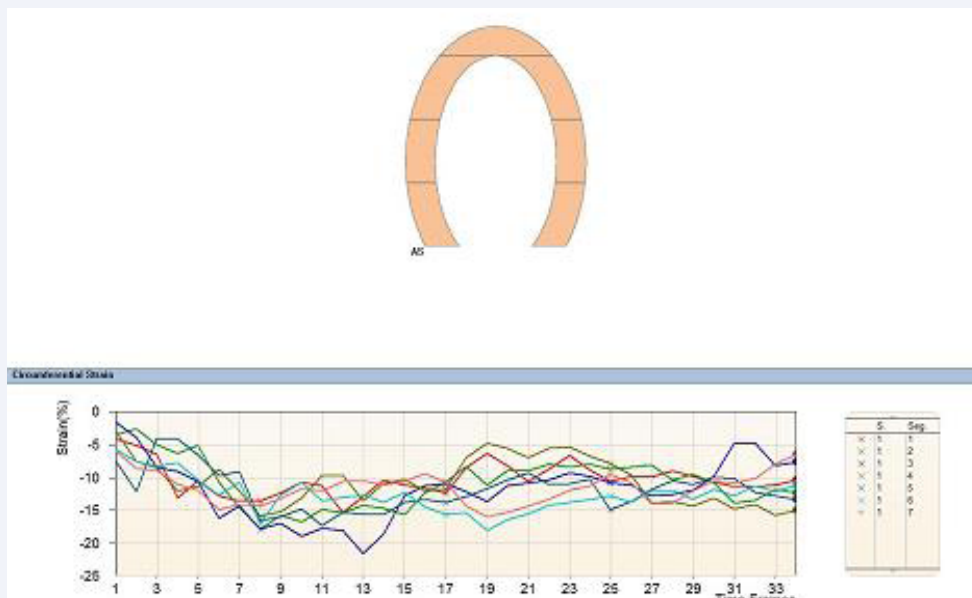 AS
Circumferential Strain
Strain(%)
0
-5
-10
-15
-20
-25
1 3 5 7 9 11 13 15 17 19 21 23 25 27 29 31 33
Time Frames
S. Seg.
1 1
1 2
1 3
1 4
1 5
1 6
1 7